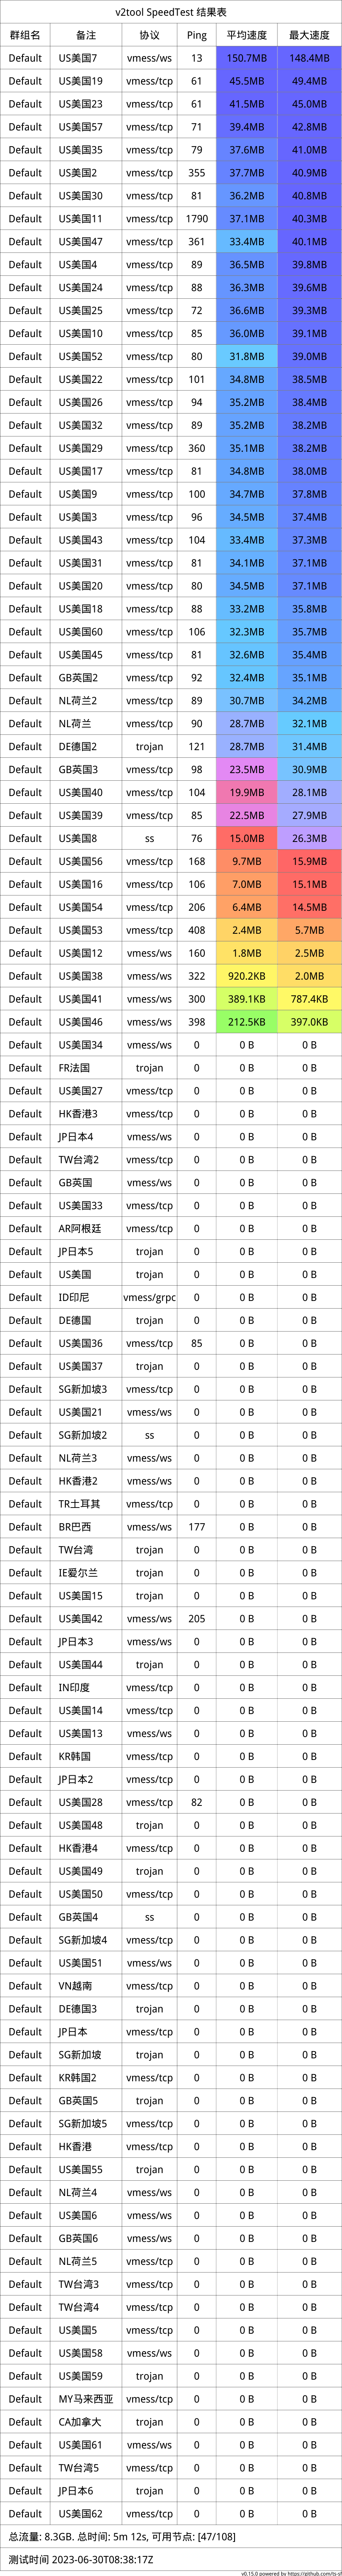 v2tool SpeedTest 结果表
群组名 备注 协议 Ping 平均速度 最大速度
Default US美国7 vmess/ws 13 150.7MB 148.4MB
Default US美国19 vmess/tcp 61 45.5MB 49.4MB
Default US美国23 vmess/tcp 61 41.5MB 45.0MB
Default US美国57 vmess/tcp 71 39.4MB 42.8MB
Default US美国35 vmess/tcp 79 37.6MB 41.0MB
Default US美国2 vmess/tcp 355 37.7MB 40.9MB
Default US美国30 vmess/tcp 81 36.2MB 40.8MB
Default US美国11 vmess/tcp 1790 37.1MB 40.3MB
Default US美国47 vmess/tcp 361 33.4MB 40.1MB
Default US美国4 vmess/tcp 89 36.5MB 39.8MB
Default US美国24 vmess/tcp 88 36.3MB 39.6MB
Default US美国25 vmess/tcp 72 36.6MB 39.3MB
Default US美国10 vmess/tcp 85 36.0MB 39.1MB
Default US美国52 vmess/tcp 80 31.8MB 39.0MB
Default US美国22 vmess/tcp 101 34.8MB 38.5MB
Default US美国26 vmess/tcp 94 35.2MB 38.4MB
Default US美国32 vmess/tcp 89 35.2MB 38.2MB
Default US美国29 vmess/tcp 360 35.1MB 38.2MB
Default US美国17 vmess/tcp 81 34.8MB 38.0MB
Default US美国9 vmess/tcp 100 34.7MB 37.8MB
Default US美国3 vmess/tcp 96 34.5MB 37.4MB
Default US美国43 vmess/tcp 104 33.4MB 37.3MB
Default US美国31 vmess/tcp 81 34.1MB 37.1MB
Default US美国20 vmess/tcp 80 34.5MB 37.1MB
Default US美国18 vmess/tcp 88 33.2MB 35.8MB
Default US美国60 vmess/tcp 106 32.3MB 35.7MB
Default US美国45 vmess/tcp 81 32.6MB 35.4MB
Default GB英国2 vmess/tcp 92 32.4MB 35.1MB
Default NL荷兰2 vmess/tcp 89 30.7MB 34.2MB
Default NL荷兰 vmess/tcp 90 28.7MB 32.1MB
Default DE德国2 trojan 121 28.7MB 31.4MB
Default GB英国3 vmess/tcp 98 23.5MB 30.9MB
Default US美国40 vmess/tcp 104 19.9MB 28.1MB
Default US美国39 vmess/tcp 85 22.5MB 27.9MB
Default US美国8 ss 76 15.0MB 26.3MB
Default US美国56 vmess/tcp 168 9.7MB 15.9MB
Default US美国16 vmess/tcp 106 7.0MB 15.1MB
Default US美国54 vmess/tcp 206 6.4MB 14.5MB
Default US美国53 vmess/tcp 408 2.4MB 5.7MB
Default US美国12 vmess/ws 160 1.8MB 2.5MB
Default US美国38 vmess/ws 322 920.2KB 2.0MB
Default US美国41 vmess/ws 300 389.1KB 787.4KB
Default US美国46 vmess/ws 398 212.5KB 397.0KB
Default US美国34 vmess/ws 0 0 B 0 B
Default FR法国 trojan 0 0 B 0 B
Default US美国27 vmess/tcp 0 0 B 0 B
Default HK香港3 vmess/tcp 0 0 B 0 B
Default JP日本4 vmess/ws 0 0 B 0 B
Default TW台湾2 vmess/tcp 0 0 B 0 B
Default GB英国 vmess/ws 0 0 B 0 B
Default US美国33 vmess/tcp 0 0 B 0 B
Default AR阿根廷 vmess/tcp 0 0 B 0 B
Default JP日本5 trojan 0 0 B 0 B
Default US美国 trojan 0 0 B 0 B
Default ID印尼 vmess/grpc 0 0 B 0 B
Default DE德国 trojan 0 0 B 0 B
Default US美国36 vmess/tcp 85 0 B 0 B
Default US美国37 trojan 0 0 B 0 B
Default SG新加坡3 vmess/tcp 0 0 B 0 B
Default US美国21 vmess/ws 0 0 B 0 B
Default SG新加坡2 ss 0 0 B 0 B
Default NL荷兰3 vmess/ws 0 0 B 0 B
Default HK香港2 vmess/ws 0 0 B 0 B
Default TR土耳其 vmess/tcp 0 0 B 0 B
Default BR巴西 vmess/ws 177 0 B 0 B
Default TW台湾 trojan 0 0 B 0 B
Default IE爱尔兰 trojan 0 0 B 0 B
Default US美国15 trojan 0 0 B 0 B
Default US美国42 vmess/ws 205 0 B 0 B
Default JP日本3 vmess/ws 0 0 B 0 B
Default US美国44 trojan 0 0 B 0 B
Default IN印度 vmess/tcp 0 0 B 0 B
Default US美国14 vmess/tcp 0 0 B 0 B
Default US美国13 vmess/ws 0 0 B 0 B
Default KR韩国 vmess/tcp 0 0 B 0 B
Default JP日本2 vmess/tcp 0 0 B 0 B
Default US美国28 vmess/tcp 82 0 B 0 B
Default US美国48 trojan 0 0 B 0 B
Default HK香港4 vmess/tcp 0 0 B 0 B
Default US美国49 trojan 0 0 B 0 B
Default US美国50 vmess/tcp 0 0 B 0 B
Default GB英国4 ss 0 0 B 0 B
Default SG新加坡4 vmess/tcp 0 0 B 0 B
Default US美国51 vmess/ws 0 0 B 0 B
Default VN越南 vmess/tcp 0 0 B 0 B
Default DE德国3 trojan 0 0 B 0 B
Default JP日本 vmess/tcp 0 0 B 0 B
Default SG新加坡 trojan 0 0 B 0 B
Default KR韩国2 vmess/tcp 0 0 B 0 B
Default GB英国5 trojan 0 0 B 0 B
Default SG新加坡5 vmess/tcp 0 0 B 0 B
Default HK香港 vmess/tcp 0 0 B 0 B
Default US美国55 trojan 0 0 B 0 B
Default NL荷兰4 vmess/ws 0 0 B 0 B
Default US美国6 vmess/ws 0 0 B 0 B
Default GB英国6 vmess/ws 0 0 B 0 B
Default NL荷兰5 vmess/tcp 0 0 B 0 B
Default TW台湾3 vmess/tcp 0 0 B 0 B
Default TW台湾4 vmess/tcp 0 0 B 0 B
Default US美国5 vmess/tcp 0 0 B 0 B
Default US美国58 vmess/ws 0 0 B 0 B
Default US美国59 trojan 0 0 B 0 B
Default MY马来西亚 vmess/tcp 0 0 B 0 B
Default CA加拿大 trojan 0 0 B 0 B
Default US美国61 vmess/ws 0 0 B 0 B
Default TW台湾5 vmess/tcp 0 0 B 0 B
Default JP日本6 trojan 0 0 B 0 B
Default US美国62 vmess/tcp 0 0 B 0 B
总流量: 8.3GB. 总时间: 5m 12s, 可用节点: [47/108]
测试时间 2023-06-30T08:38:17Z
v0.15.0 powered by https://github.com/ts-sf